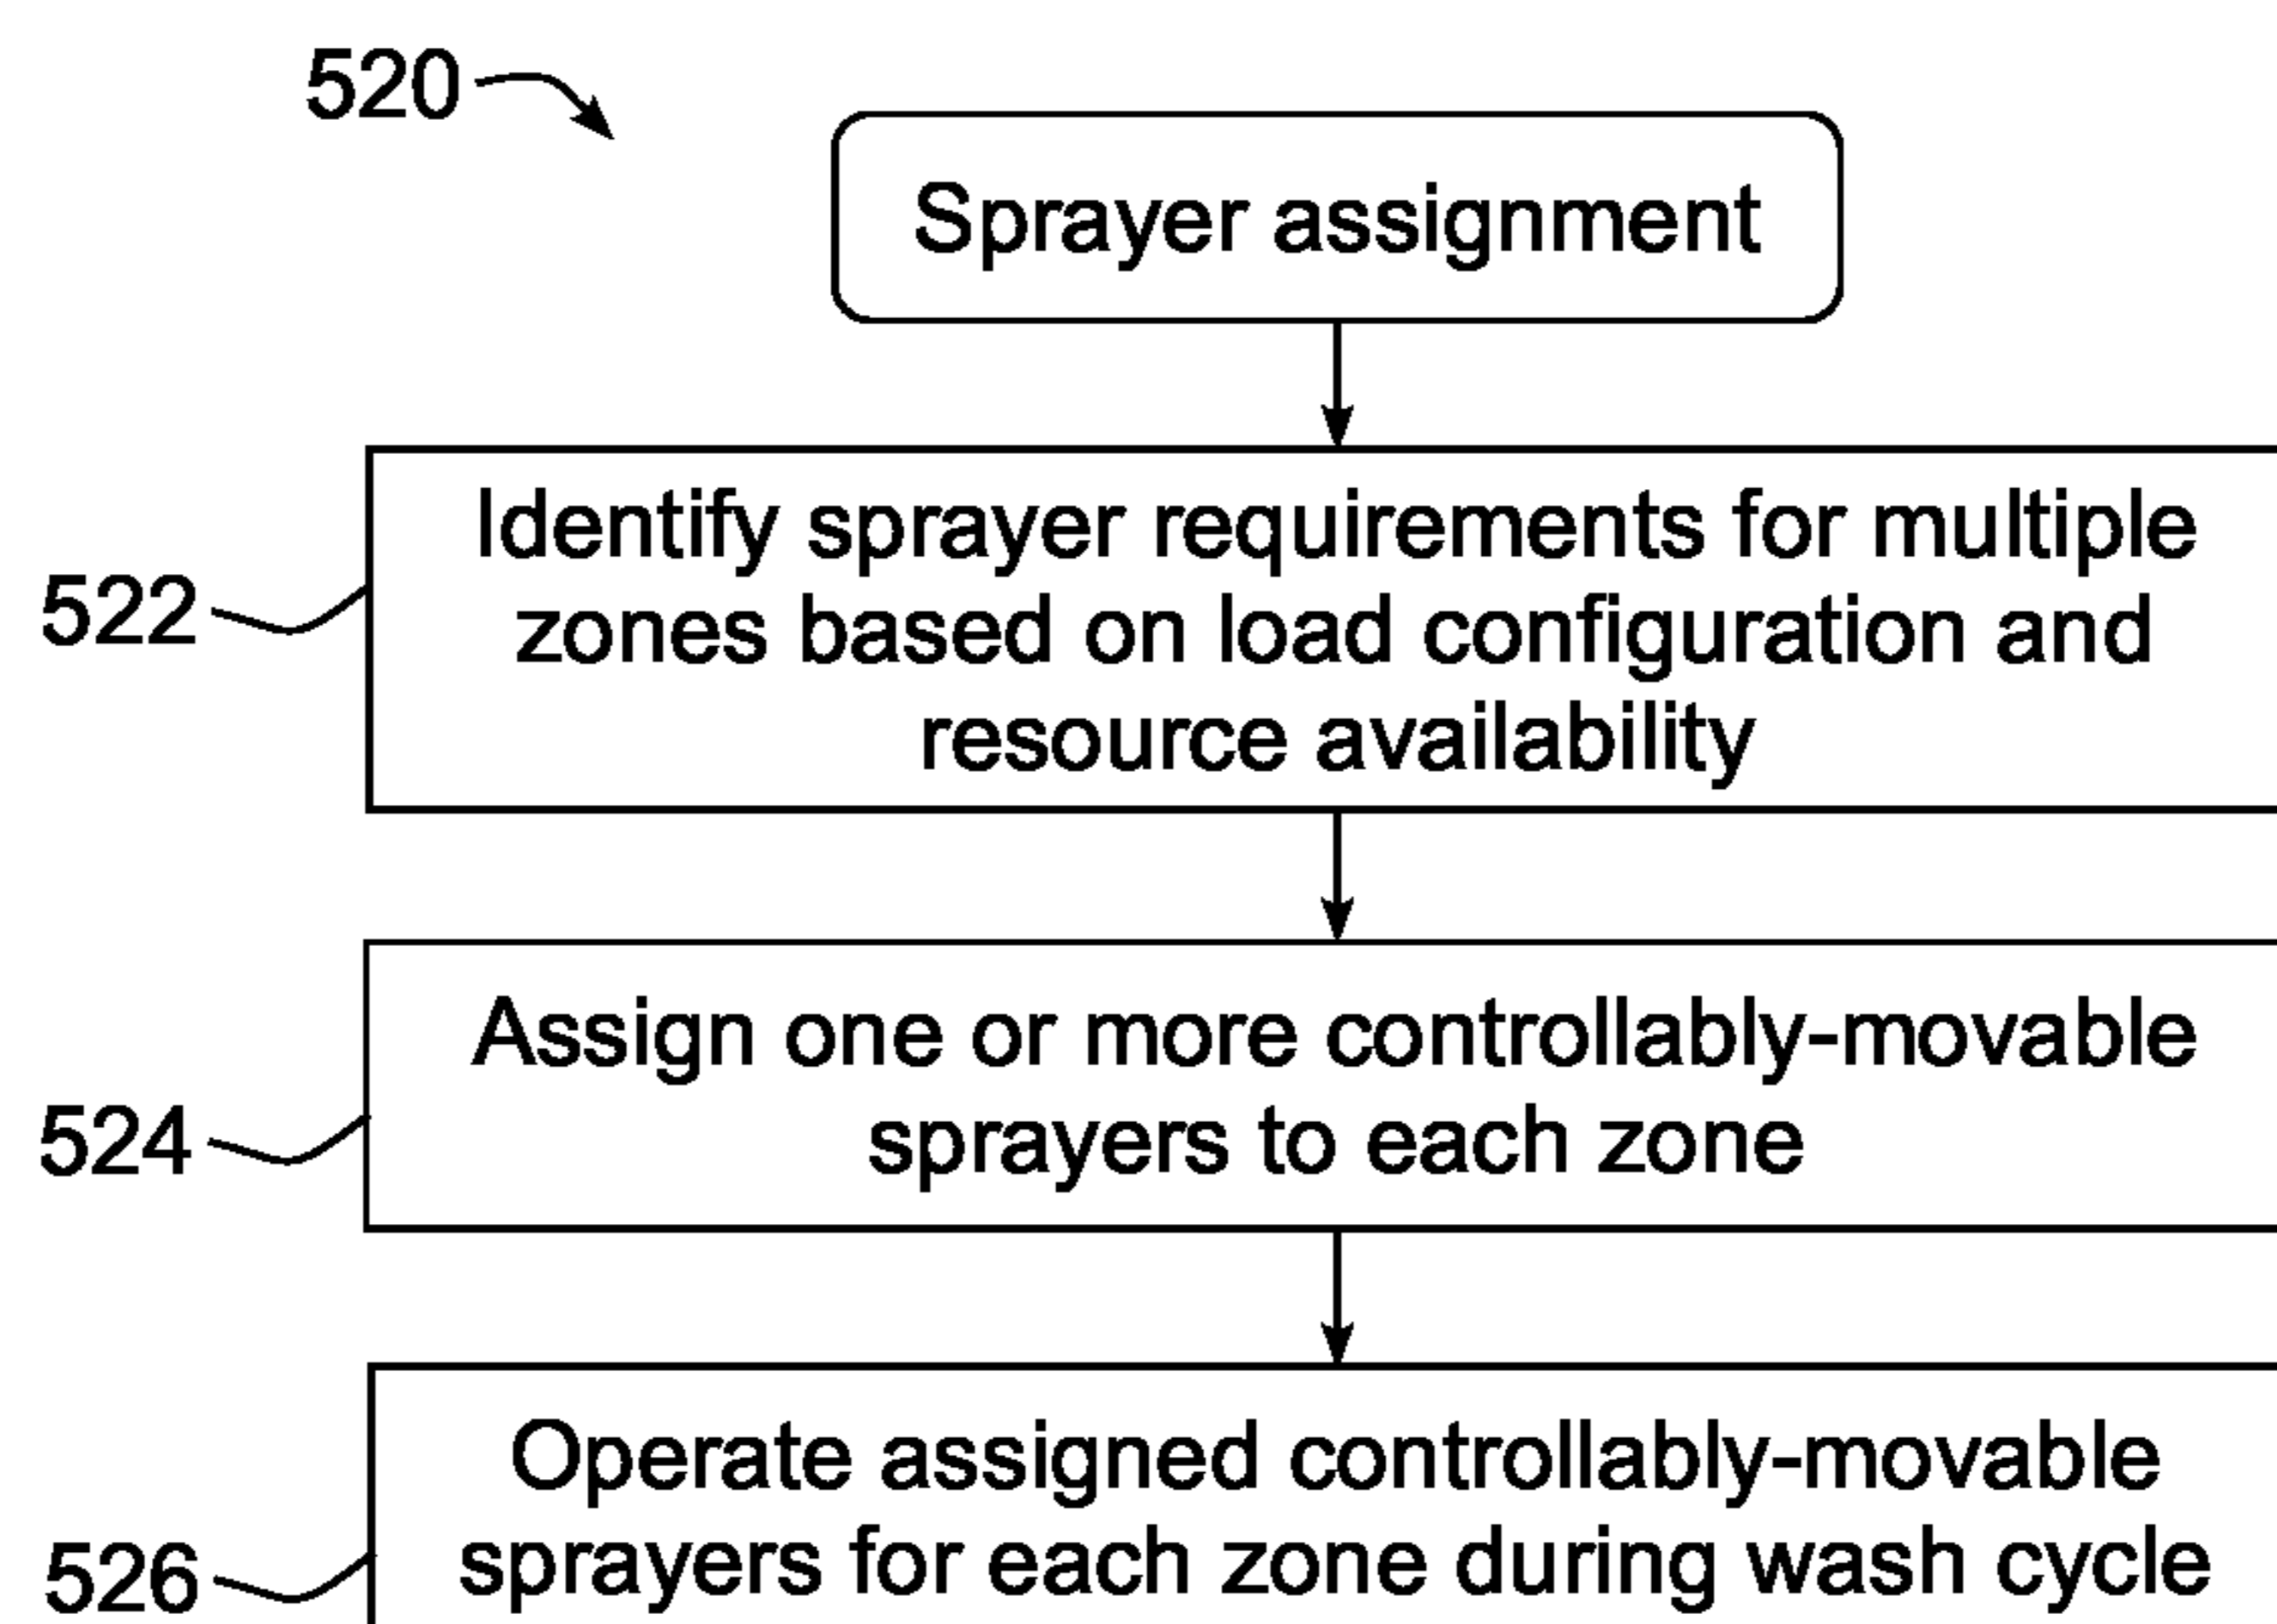 520
Sprayer assignment
522
Identify sprayer requirements for multiple
zones based on load configuration and
resource availability
524
Assign one or more controllably-movable
sprayers to each zone
526
Operate assigned controllably-movable
sprayers for each zone during wash cycle